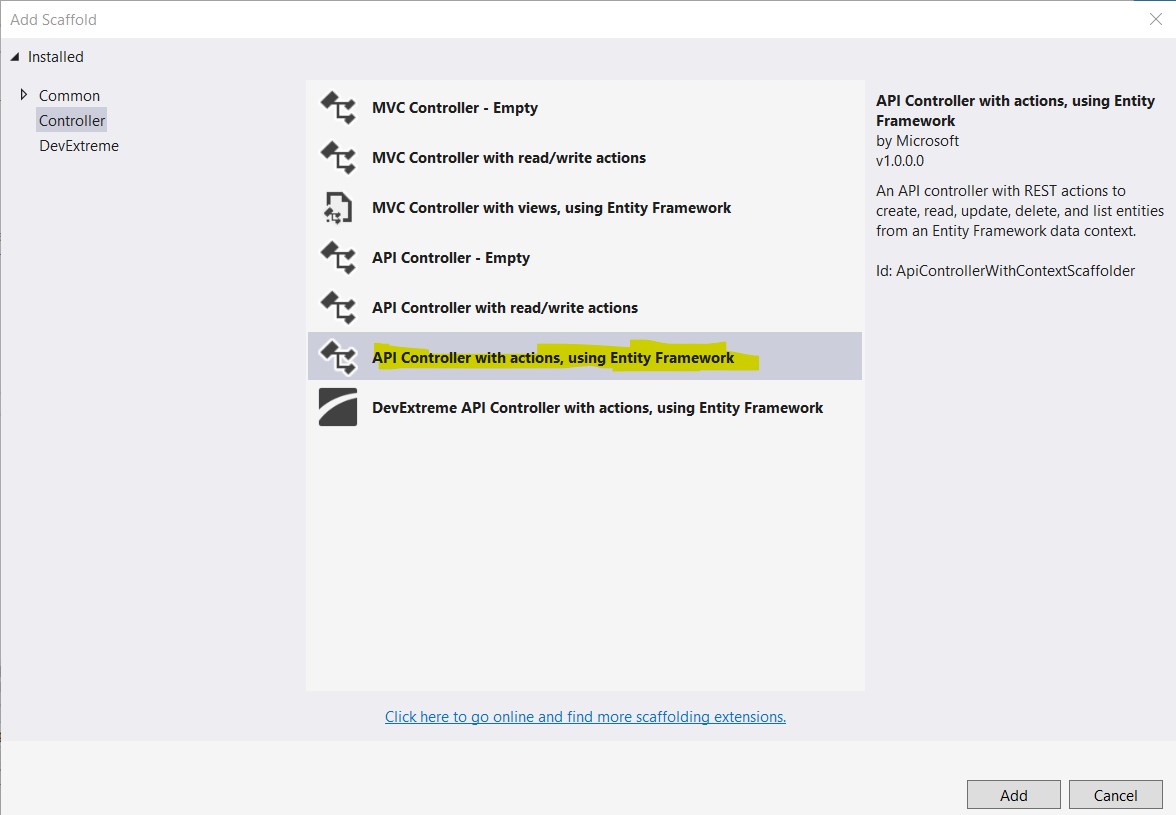 Add Scaffold
Installed
Common
Controller
DevExtreme
MVC Controller - Empty
MVC Controller with read/write actions
MVC Controller with views, using Entity Framework
API Controller - Empty
API Controller with read/write actions
API Controller with actions, using Entity Framework
DevExtreme API Controller with actions, using Entity Framework
Click here to go online and find more scaffolding extensions.
API Controller with actions, using Entity
Framework
by Microsoft
v1.0.0.0
An API controller with REST actions to
create, read, update, delete, and list entities
from an Entity Framework data context.
Id: ApiControllerWithContextScaffolder
Add
Cancel